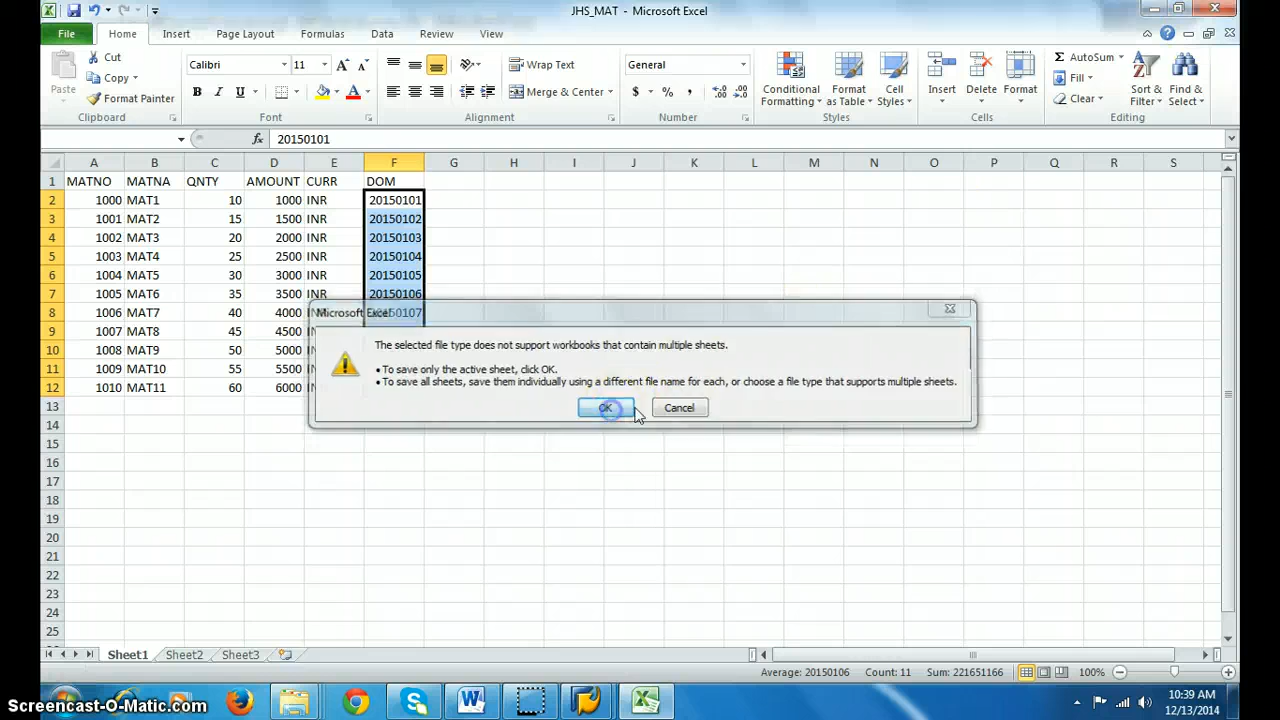 JHS_MAT - Microsoft Excel
File Home Insert Page Layout Formulas Data Review View
Cut
Copy
Format Painter
Paste
Clipboard
Calibri 11
B I U
Font
Wrap Text
Merge & Center
Alignment
General
$ % ,
Number
Conditional Formatting
Format as Table
Cell Styles
Styles
Insert Delete Format
Cells
AutoSum
Fill
Clear
Sort & Filter
Find & Select
Editing
fx 20150101
A B C D E F G H I J K L M N O P Q R S
1 MATNO MATNA QNTY AMOUNT CURR DOM
2 1000 MAT1 10 1000 INR 20150101
3 1001 MAT2 15 1500 INR 20150102
4 1002 MAT3 20 2000 INR 20150103
5 1003 MAT4 25 2500 INR 20150104
6 1004 MAT5 30 3000 INR 20150105
7 1005 MAT6 35 3500 INR 20150106
8 1006 MAT7 40 4000
9 1007 MAT8 45 4500
10 1008 MAT9 50 5000
11 1009 MAT10 55 5500
12 1010 MAT11 60 6000
13
14
15
16
17
18
19
20
21
22
23
24
25
Microsoft Excel
The selected file type does not support workbooks that contain multiple sheets.
• To save only the active sheet, click OK.
• To save all sheets, save them individually using a different file name for each, or choose a file type that supports multiple sheets.
OK Cancel
Sheet1 Sheet2 Sheet3
Average: 20150106 Count: 11 Sum: 221651166 100%
10:39 AM
12/13/2014
Screencast-O-Matic.com